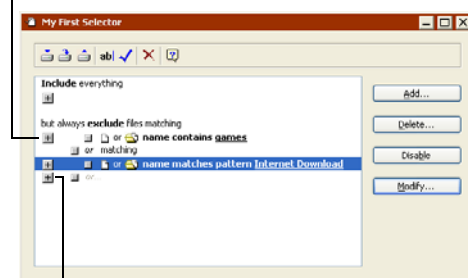 My First Selector
ab|
Include everything
but always exclude files matching
or name contains games
or matching
or name matches pattern Internet Download
or...
Add...
Delete...
Disable
Modify...